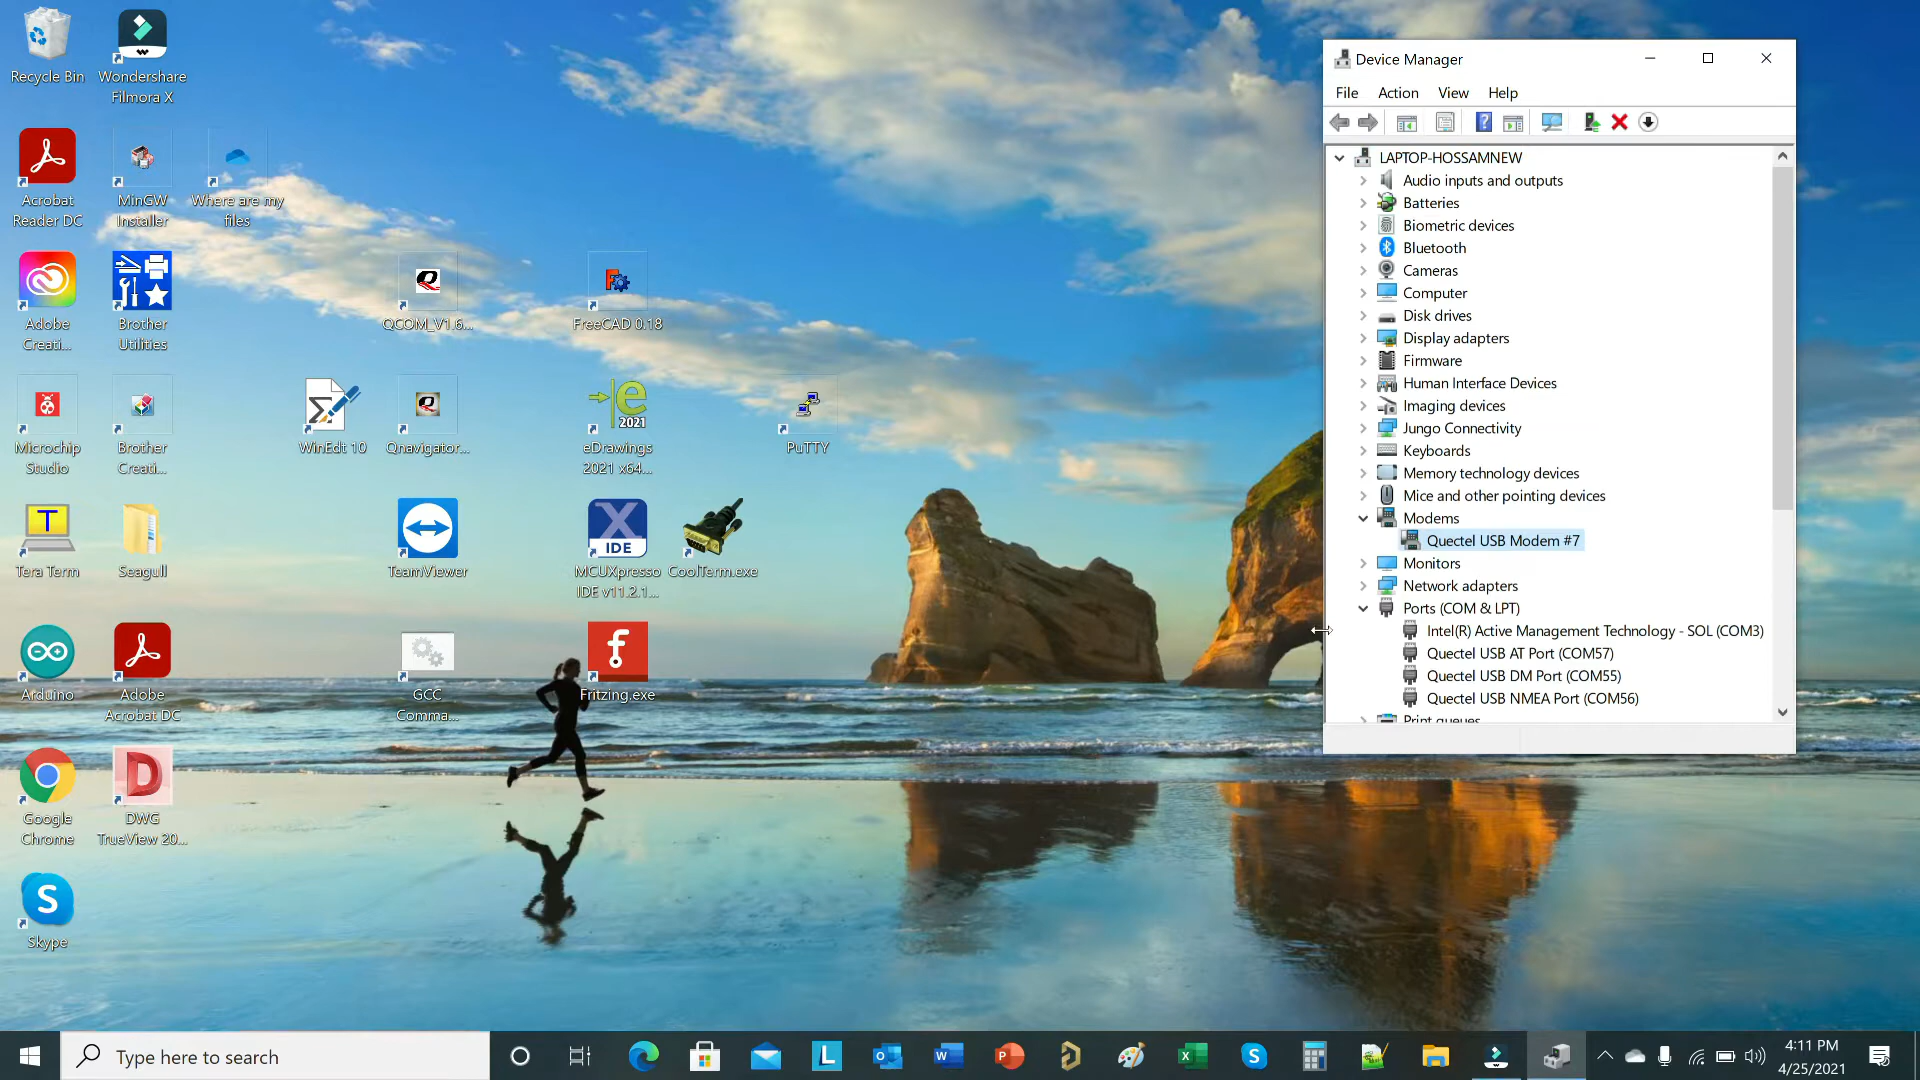 Recycle Bin
Wondershare
Filmora X
Acrobat
Reader DC
MinGW
Installer
Where are my
files
Adobe
Creati...
Brother
Utilities
QCOM_V1.6...
FreeCAD 0.18
Microchip
Studio
Brother
Creati...
WinEdt 10
Qnavigator...
2021
eDrawings
2021 x64...
PuTTY
Tera Term
Seagull
TeamViewer
IDE
MCUXpresso
IDE v11.2.1...
CoolTerm.exe
Arduino
Adobe
Acrobat DC
GCC
Comma...
Fritzing.exe
Google
Chrome
DWG
TrueView 20...
Skype
Device Manager
File Action View Help
LAPTOP-HOSSAMNEW
Audio inputs and outputs
Batteries
Biometric devices
Bluetooth
Cameras
Computer
Disk drives
Display adapters
Firmware
Human Interface Devices
Imaging devices
Jungo Connectivity
Keyboards
Memory technology devices
Mice and other pointing devices
Modems
Quectel USB Modem #7
Monitors
Network adapters
Ports (COM & LPT)
Intel(R) Active Management Technology - SOL (COM3)
Quectel USB AT Port (COM57)
Quectel USB DM Port (COM55)
Quectel USB NMEA Port (COM56)
Print queues
Type here to search
4:11 PM
4/25/2021